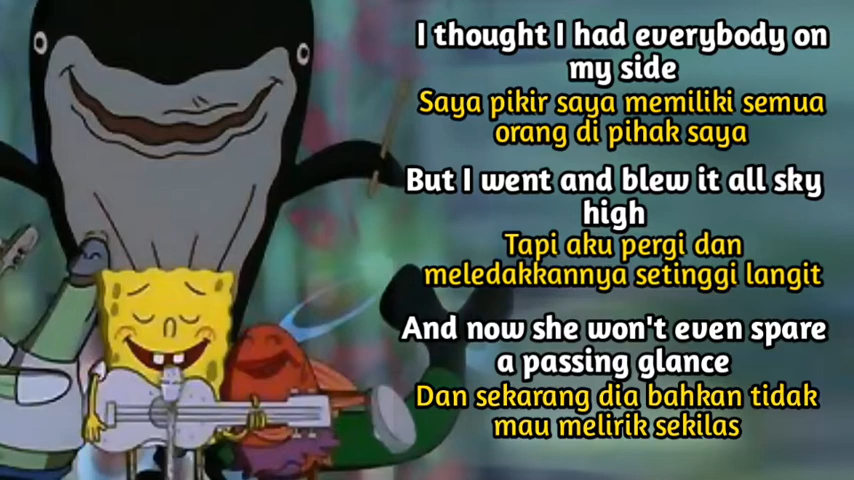 I thought I had everybody on
my side
Saya pikir saya memiliki semua
orang di pihak saya
But I went and blew it all sky
high
Tapi aku pergi dan
meledakkannya setinggi langit
And now she won't even spare
a passing glance
Dan sekarang dia bahkan tidak
mau melirik sekilas